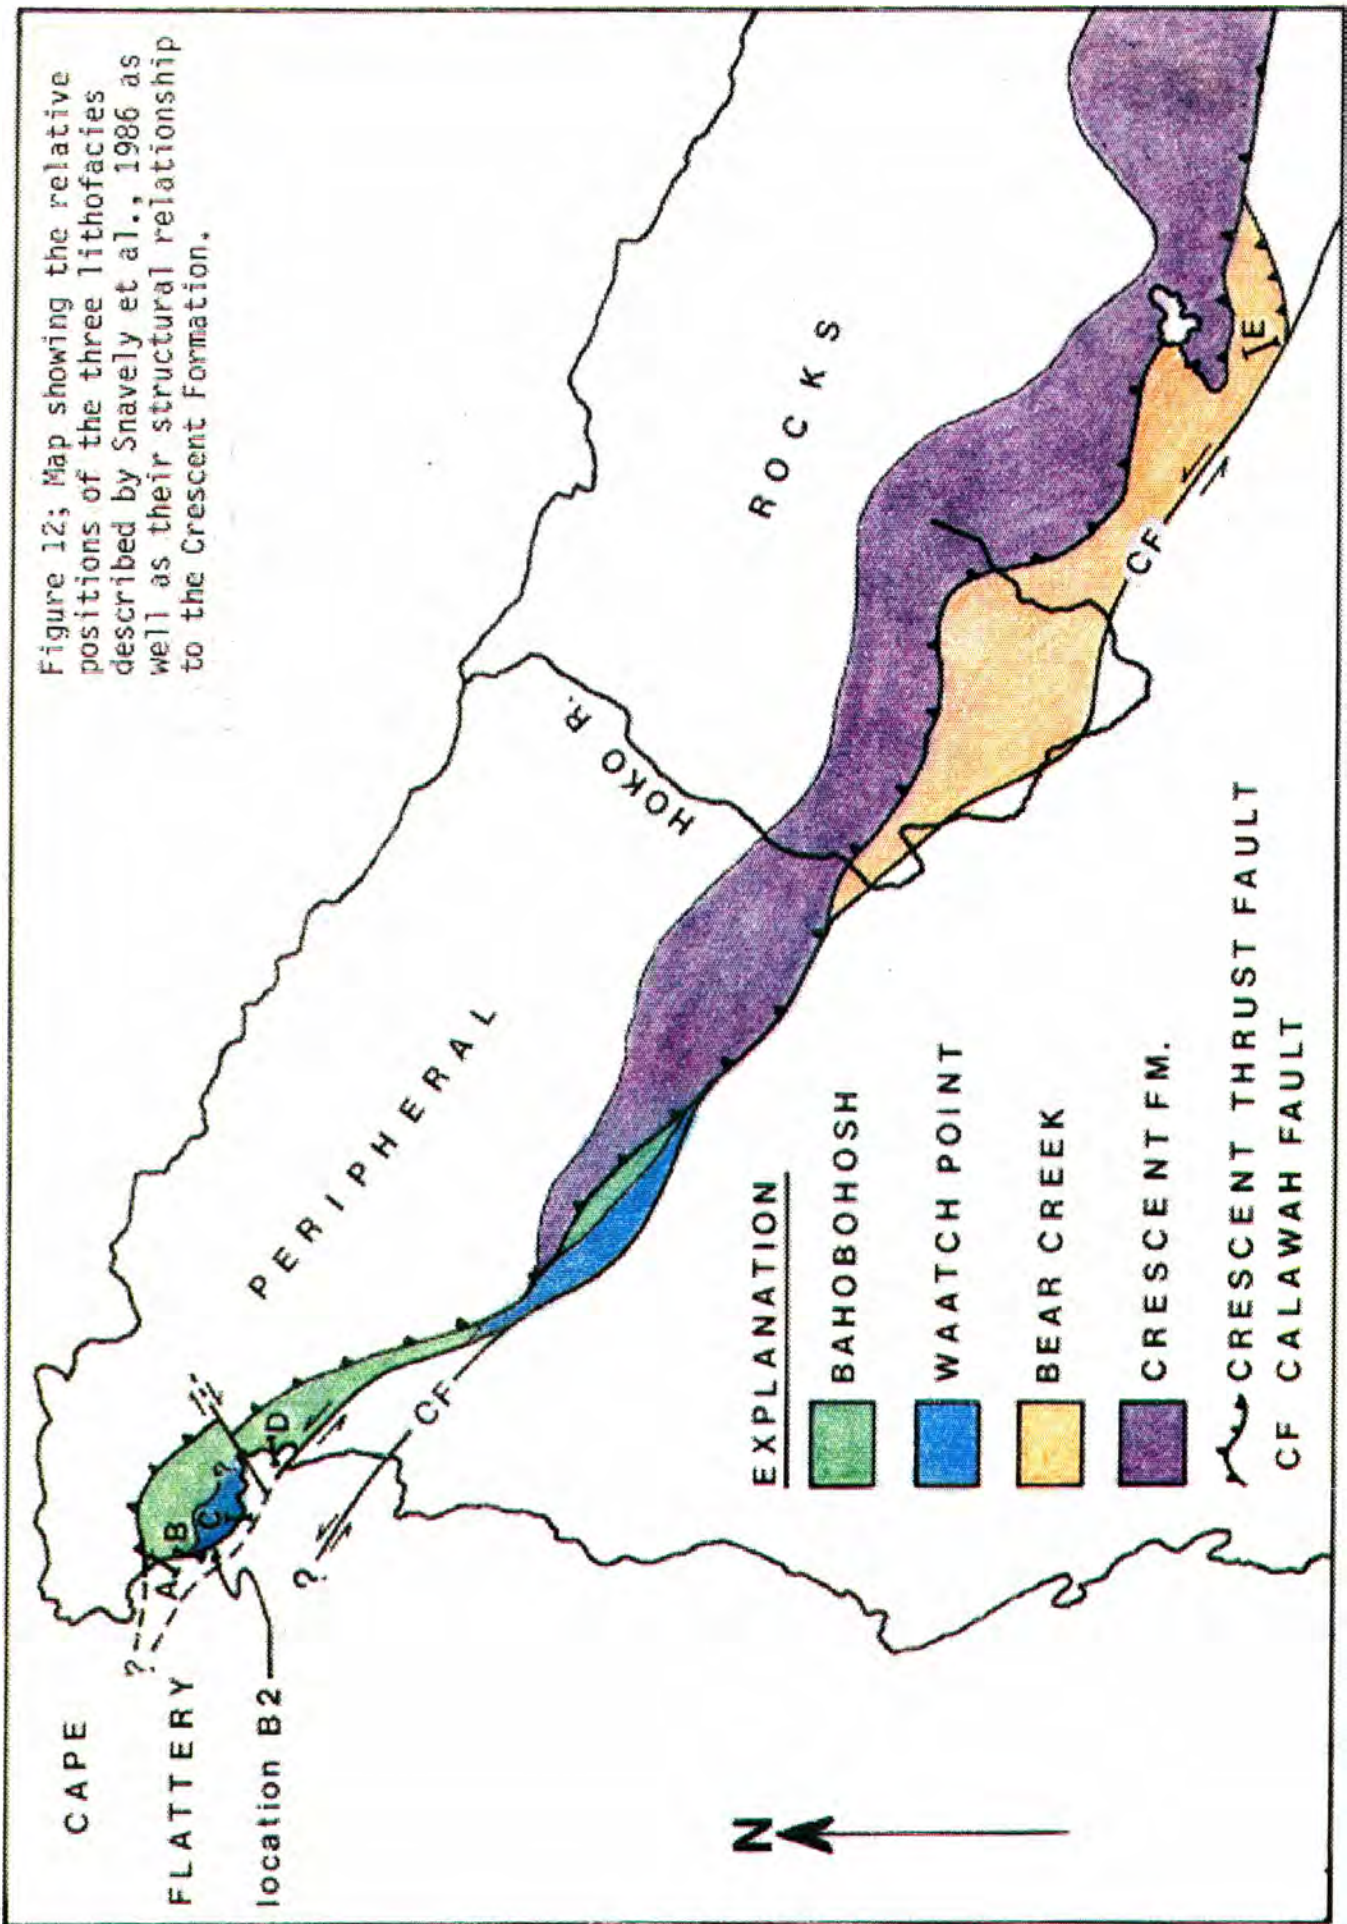 Figure 12; Map showing the relative
positions of the three lithofacies
described by Snavely et al., 1986 as
well as their structural relationship
to the Crescent Formation.
CAPE
FLATTERY
location B2
?
A
B
C
?
D
?
CF
PERIPHERAL
ROCKS
HOKO R.
CF
E
N
EXPLANATION
BAHOBOHOSH
WAATCH POINT
BEAR CREEK
CRESCENT FM.
CRESCENT THRUST FAULT
CF CALAWAH FAULT